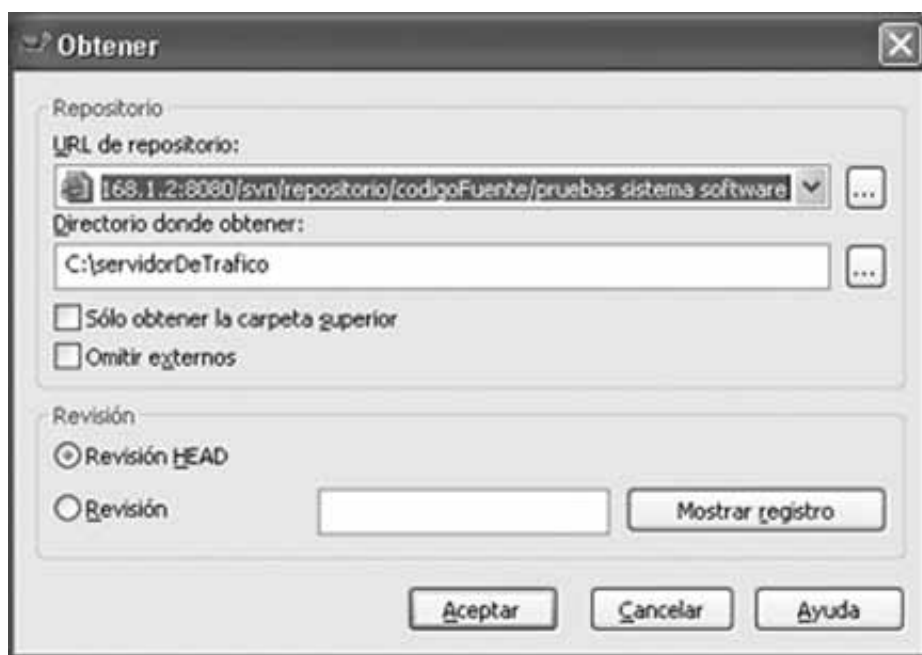 Obtener
Repositorio
URL de repositorio:
168.1.2:8080/svn/repositorio/codigoFuente/pruebas sistema software
...
Directorio donde obtener:
C:\servidorDeTrafico
...
Sólo obtener la carpeta superior
Omitir externos
Revisión
Revisión HEAD
Revisión
Mostrar registro
Aceptar Cancelar Ayuda